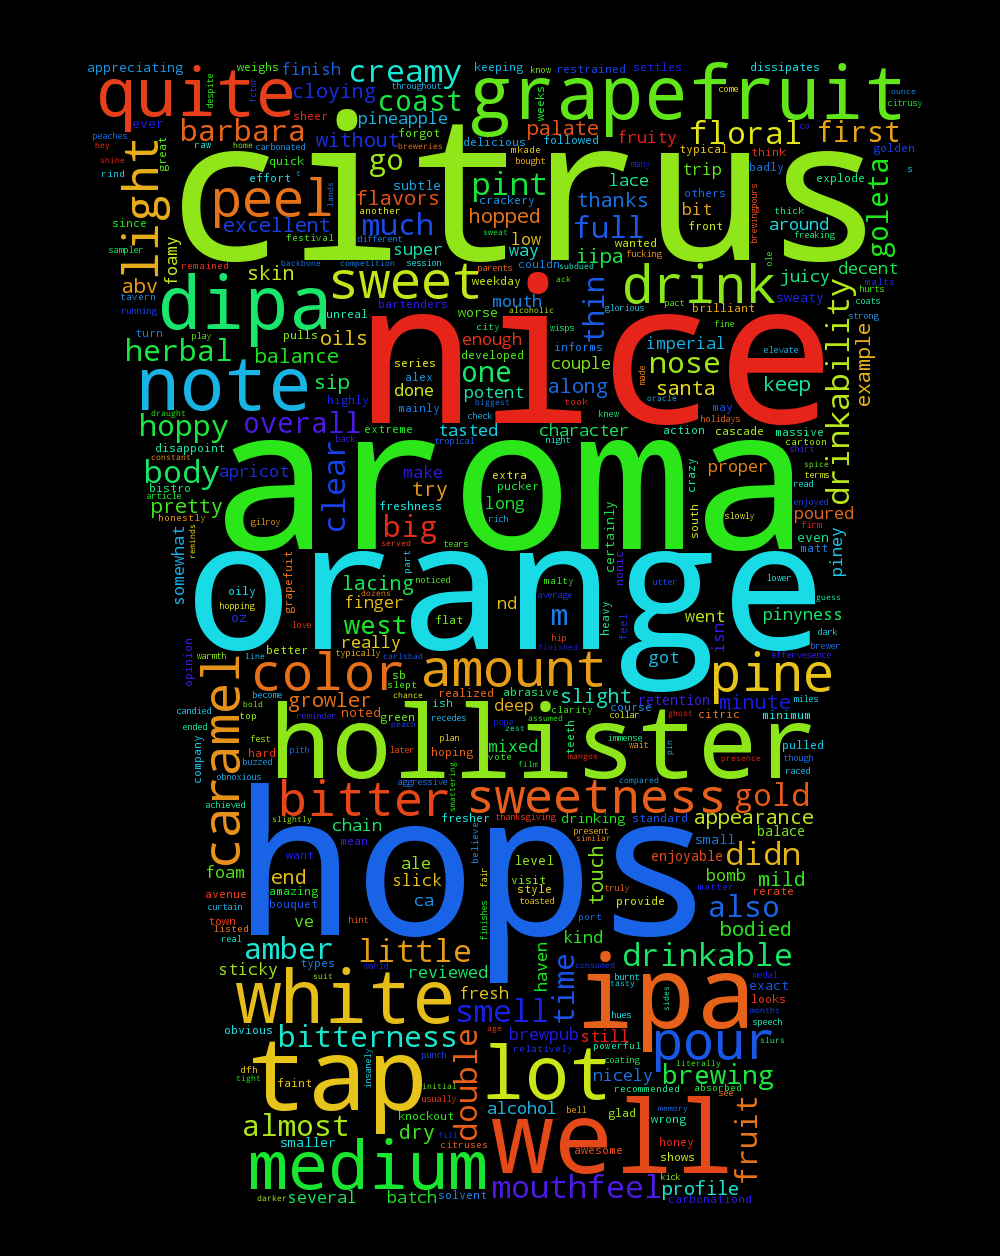 appreciating
weighs
finish
creamy
keeping
know
restrained
settles
dissipates
quite
despite
fctor
cloying
throughout
coast
grapefruit
weeks
come
ounce
citrusy
peaches
ever
barbara
sheer
without
pineapple
forgot
delicious
mkade
palate
followed
fruity
floral
co
first
golden
hey
raw
home
carbonated
breweries
bought
typical
think
shine
great
quick
go
citrus
rind
light
effort
t
peel
flavors
subtle
pint
lace
trip
many
badly
explode
s
lands
another
crackery
thanks
others
brewingpours
thick
goleta
since
excellent
much
hopped
full
bit
around
sampler
festival
different
sweat
low
way
iipa
wanted
front
freaking
foamy
super
fucking
remained
backbone
competition
session
couldn
subdued
ole
decent
skin
sweet
parents
ack
drink
juicy
malts
abv
weekday
mouth
thin
pact
sweaty
hurts
tavern
dipa
bartenders
alcoholic
glorious
brilliant
coats
running
unreal
worse
wisps
fine
strong
turn
play
pulls
oils
city
enough
informs
imperial
elevate
drinkability
example
herbal
balance
series
developed
couple
nose
nice
one
note
sip
alex
done
potent
along
made
santa
keep
highly
mainly
biggest
took
oracle
may
holidays
draught
check
knew
hoppy
overall
extreme
tasted
character
action
cascade
massive
cartoon
disappoint
back
tropical
night
shirt
constant
body
apricot
clear
make
aroma
extra
crazy
proper
spice
terms
bistro
try
pucker
south
read
article
pretty
freshness
long
slowly
enjoyed
honestly
gilroy
big
rich
poured
firm
reminds
served
tears
certainly
even
matt
piney
somewhat
grapefuit
part
nonic
orange
oily
lacing
noticed
malty
utter
lower
hopping
dozens
finger
average
guess
oz
nd
m
heavy
feel
went
pinyness
love
west
flat
hip
isn
dark
opinion
better
really
finished
brewer
warmth
line
typically
carlsbad
got
effervesence
candied
caramel
color
sb
slept
amount
pine
become
growler
chance
realized
abrasive
slight
retention
minute
miles
bold
reminder
noted
green
ish
deep
clarity
course
collar
ghost
citric
minimum
top
peach
recedes
zest
assumed
ended
fest
pope
plan
teeth
immense
pin
pulled
company
hard
pith
later
hoping
vote
mixed
film
mangos
wait
presence
though
buzzed
hollister
obnoxious
aggressive
smattering
compared
raced
achieved
bitter
sweetness
gold
slightly
chain
fresher
thanksgiving
drinking
standard
appearance
mean
believe
present
similar
small
balace
foam
want
ale
level
touch
enjoyable
didn
end
amazing
slick
visit
fair
style
truly
bomb
mild
avenue
bouquet
ca
toasted
provide
matter
rerate
curtain
hops
town
ve
hint
finishes
port
also
listed
real
kind
bodied
amber
little
haven
drinkable
sticky
types
world
reviewed
time
consumed
burnt
tasty
medal
suit
exact
white
fresh
ipa
sides
looks
months
smell
hues
speech
obvious
bitterness
age
brewpub
still
pour
slurs
insanely
double
relatively
powerful
literally
dfh
tap
punch
lot
coating
tight
faint
initial
nicely
brewing
recommended
absorbed
usually
alcohol
see
fruit
knockout
bell
glad
memory
wrong
almost
dry
fill
well
smaller
citruses
awesome
honey
shows
medium
kick
darker
several
batch
solvent
mouthfeel
profile
carbonationd